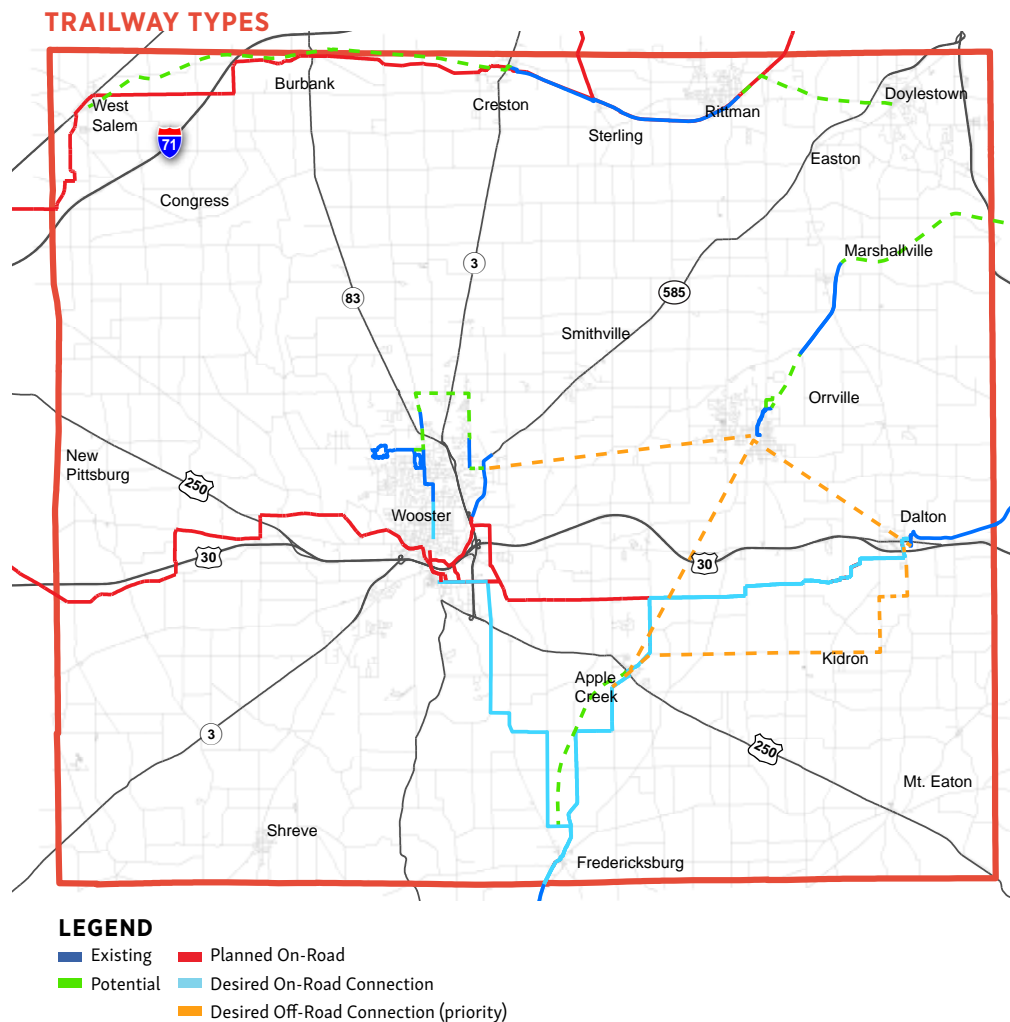 TRAILWAY TYPES
Burbank
West
Salem
Creston
Sterling
Rittman
Doylestown
71
Easton
Congress
Marshallville
3
83
585
Smithville
Orrville
New
Pittsburg
250
Wooster
Dalton
30
30
Kidron
Apple
Creek
3
250
Mt. Eaton
Shreve
Fredericksburg
LEGEND
Existing
Planned On-Road
Potential
Desired On-Road Connection
Desired Off-Road Connection (priority)